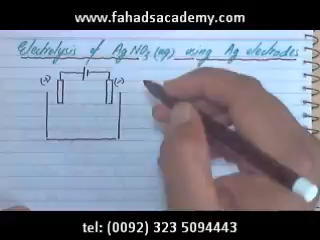 www.fahadsacademy.com
Electrolysis of AgNO3 (aq) using Ag electrodes
tel: (0092) 323 5094443